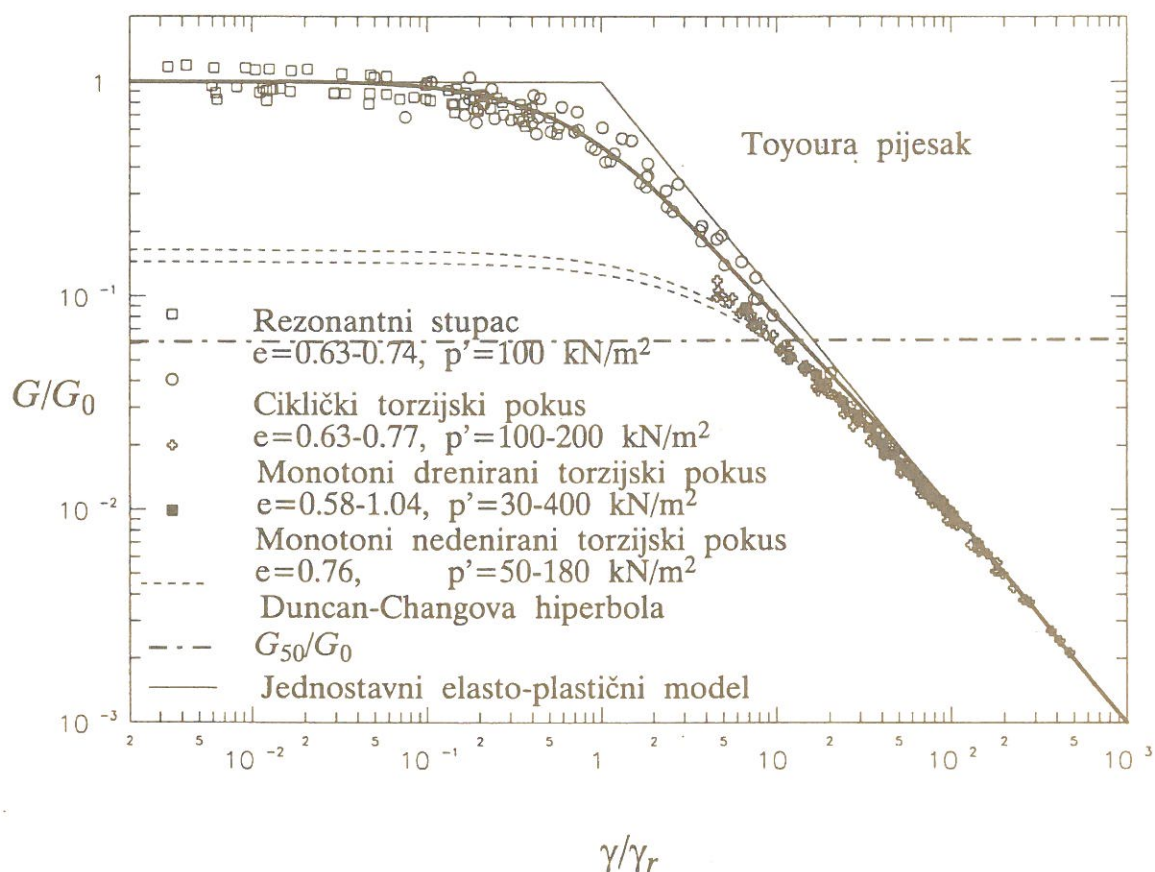 1
Toyoura pijesak
10⁻¹
Rezonantni stupac
e=0.63-0.74, p'=100 kN/m²
G/G₀
Ciklički torzijski pokus
e=0.63-0.77, p'=100-200 kN/m²
Monotoni drenirani torzijski pokus
e=0.58-1.04, p'=30-400 kN/m²
10⁻²
Monotoni nedenirani torzijski pokus
e=0.76, p'=50-180 kN/m²
Duncan-Changova hiperbola
G₅₀/G₀
Jednostavni elasto-plastični model
10⁻³
2 5 10⁻² 2 5 10⁻¹ 2 5 1 2 5 10 2 5 10² 2 5 10³
γ/γᵣ